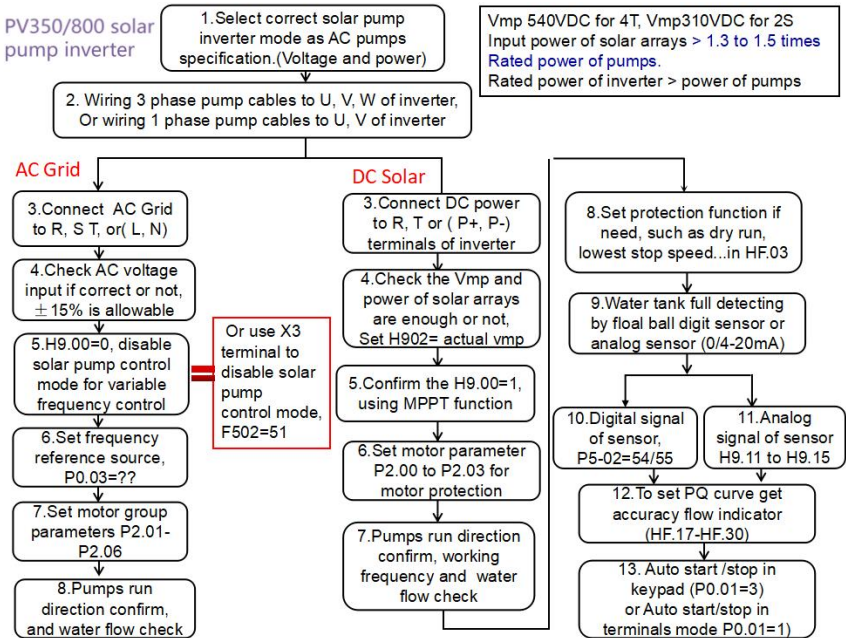 PV350/800 solar
pump inverter
1.Select correct solar pump
inverter mode as AC pumps
specification.(Voltage and power)
Vmp 540VDC for 4T, Vmp310VDC for 2S
Input power of solar arrays > 1.3 to 1.5 times
Rated power of pumps.
Rated power of inverter > power of pumps
2. Wiring 3 phase pump cables to U, V, W of inverter,
Or wiring 1 phase pump cables to U, V of inverter
AC Grid
3.Connect AC Grid
to R, S T, or( L, N)
4.Check AC voltage
input if correct or not,
±15% is allowable
5.H9.00=0, disable
solar pump control
mode for variable
frequency control
Or use X3
terminal to
disable solar
pump
control mode,
F502=51
6.Set frequency
reference source,
P0.03=??
7.Set motor group
parameters P2.01-
P2.06
8.Pumps run
direction confirm,
and water flow check
DC Solar
3.Connect DC power
to R, T or ( P+, P-)
terminals of inverter
4.Check the Vmp and
power of solar arrays
are enough or not,
Set H902= actual vmp
5.Confirm the H9.00=1,
using MPPT function
6.Set motor parameter
P2.00 to P2.03 for
motor protection
7.Pumps run direction
confirm, working
frequency and water
flow check
8.Set protection function if
need, such as dry run,
lowest stop speed...in HF.03
9.Water tank full detecting
by floal ball digit sensor or
analog sensor (0/4-20mA)
10.Digital signal
of sensor,
P5-02=54/55
11.Analog
signal of sensor
H9.11 to H9.15
12.To set PQ curve get
accuracy flow indicator
(HF.17-HF.30)
13. Auto start /stop in
keypad (P0.01=3)
or Auto start/stop in
terminals mode P0.01=1)